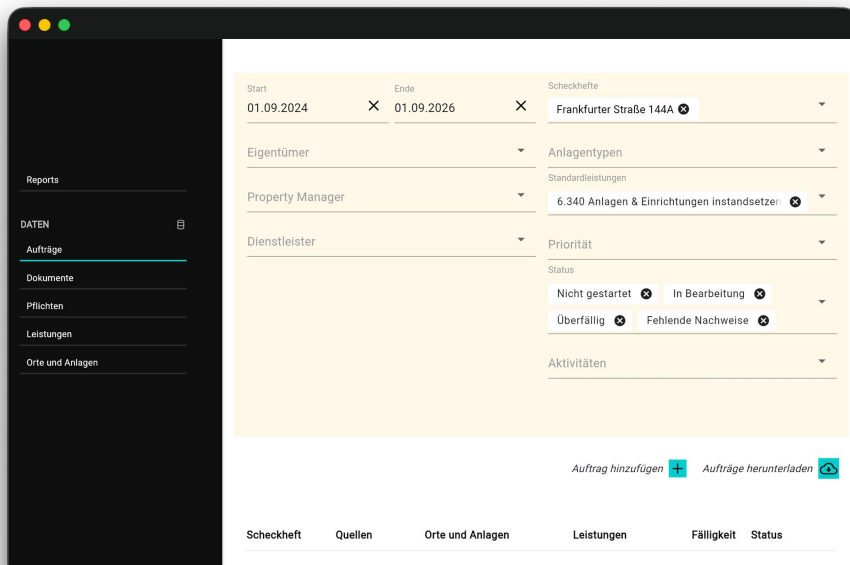 Reports
DATEN
Aufträge
Dokumente
Pflichten
Leistungen
Orte und Anlagen
Start
01.09.2024
Ende
01.09.2026
Eigentümer
Property Manager
Dienstleister
Scheckhefte
Frankfurter Straße 144A
Anlagentypen
Standardleistungen
6.340 Anlagen & Einrichtungen instandsetzen
Priorität
Status
Nicht gestartet In Bearbeitung
Überfällig Fehlende Nachweise
Aktivitäten
Auftrag hinzufügen Aufträge herunterladen
Scheckheft Quellen Orte und Anlagen Leistungen Fälligkeit Status